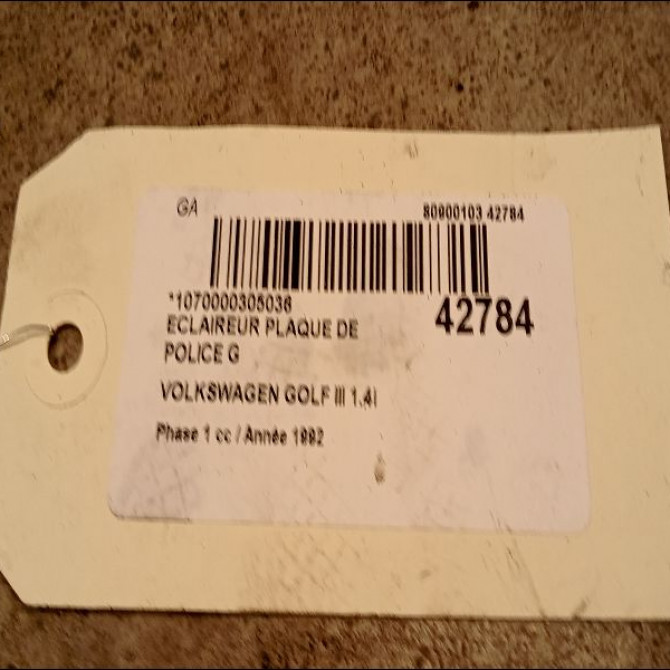 GA
80900103 42784
*1070000305036
42784
ECLAIREUR PLAQUE DE
POLICE G
VOLKSWAGEN GOLF III 1.4i
Phase 1 cc / Année 1992